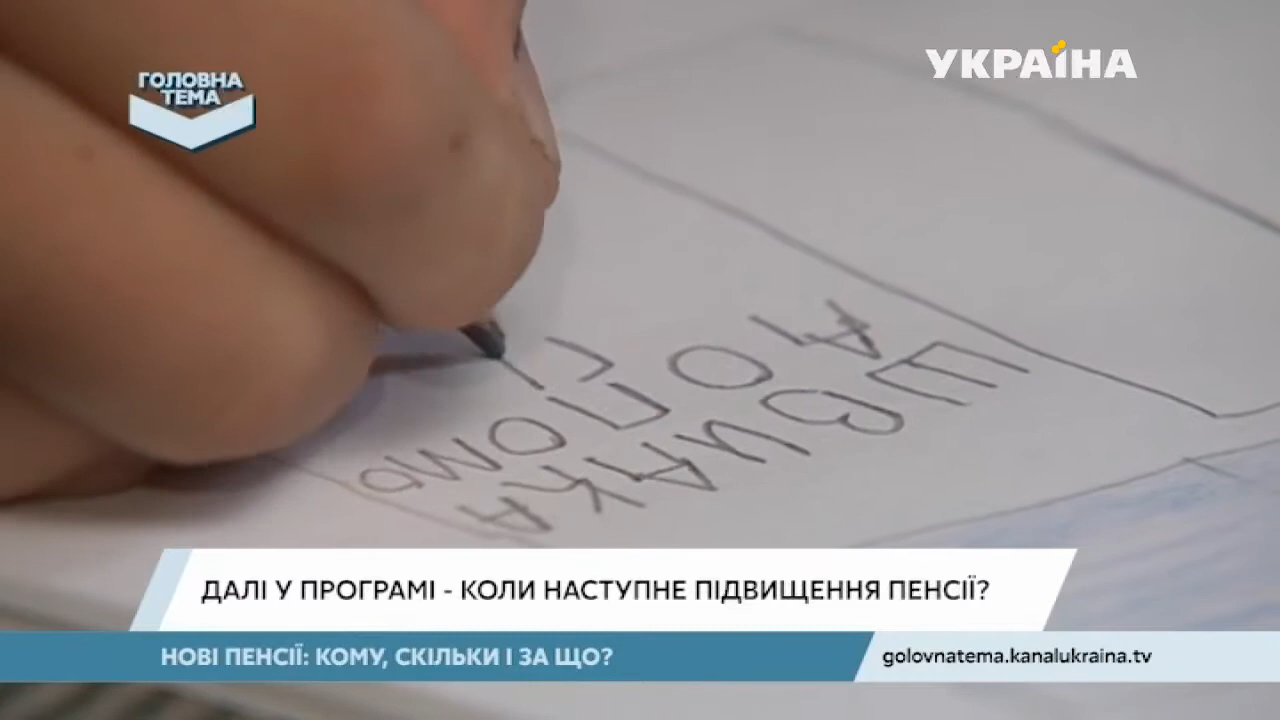 ГОЛОВНА
ТЕМА
УКРАЇНА
ШВИДКА
ДОПОМО
Г
ДАЛІ У ПРОГРАМІ - КОЛИ НАСТУПНЕ ПІДВИЩЕННЯ ПЕНСІЇ?
НОВІ ПЕНСІЇ: КОМУ, СКІЛЬКИ І ЗА ЩО?
golovnatema.kanalukraina.tv